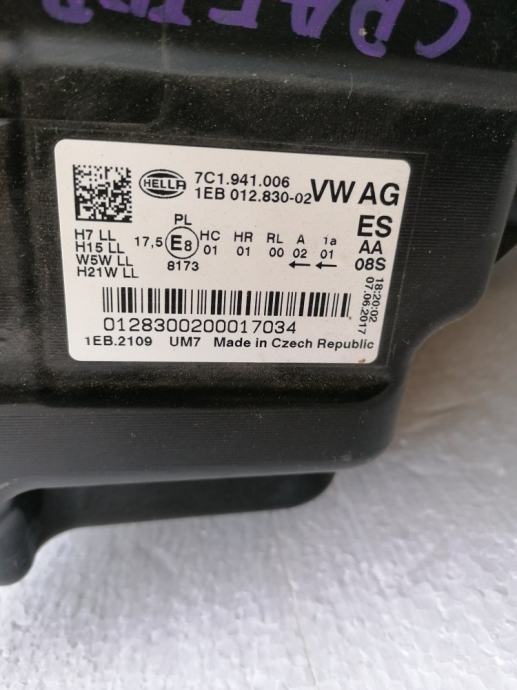 CRAFTER
HELLA
7C1.941.006
1EB 012.830-02
VW AG
ES
AA
08S
H7 LL
H15 LL
W5W LL
H21W LL
PL
17,5 E8 HC HR RL A 1a
01 01 00 02 01
8173
← ←
18:20:02
07.06.2017
0128300200017034
1EB.2109 UM7 Made in Czech Republic